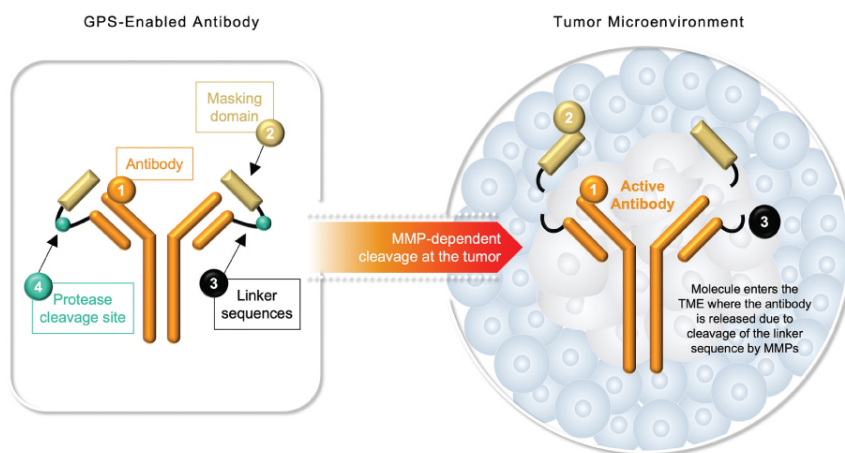 GPS-Enabled Antibody
Tumor Microenvironment
Masking
domain
2
Antibody
1
4
Protease
cleavage site
3
Linker
sequences
MMP-dependent
cleavage at the tumor
2
1
Active
Antibody
3
Molecule enters the
TME where the antibody
is released due to
cleavage of the linker
sequence by MMPs